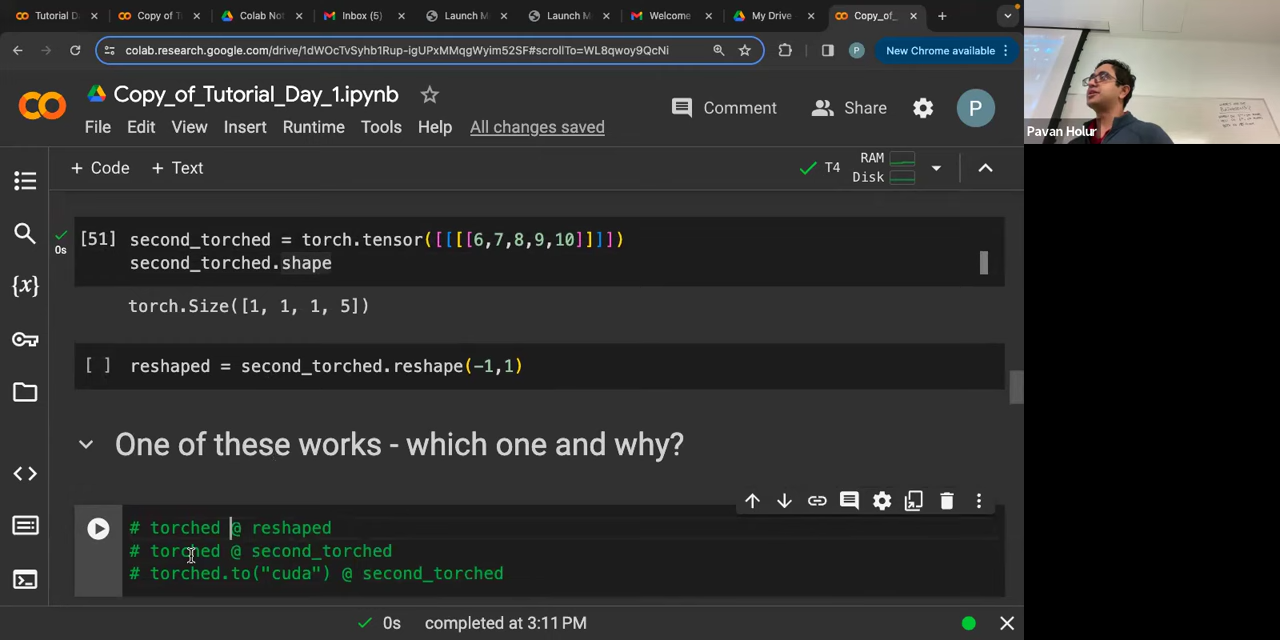 Tutorial D
Copy of T
Colab Not
Inbox (5)
Launch M
Launch M
Welcome
My Drive
Copy_of_
colab.research.google.com/drive/1dWOcTvSyhb1Rup-igUPxMMqgWyim52SF#scrollTo=WL8qwoy9QcNi
P
New Chrome available
Copy_of_Tutorial_Day_1.ipynb
Comment
Share
P
File Edit View Insert Runtime Tools Help All changes saved
+ Code + Text
T4
RAM
Disk
[51] second_torched = torch.tensor([[[[6,7,8,9,10]]]])
second_torched.shape
0s
torch.Size([1, 1, 1, 5])
[ ] reshaped = second_torched.reshape(-1,1)
One of these works - which one and why?
# torched @ reshaped
# torched @ second_torched
# torched.to("cuda") @ second_torched
0s completed at 3:11 PM
Pavan Holur